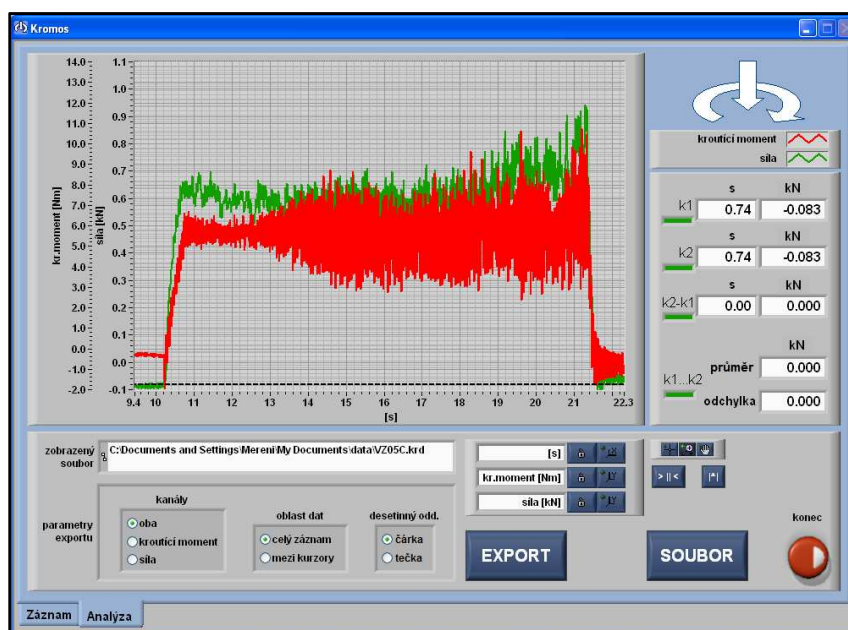 Kromos
14.0
13.0
12.0
11.0
10.0
9.0
8.0
7.0
6.0
5.0
4.0
3.0
2.0
1.0
0.0
-1.0
-2.0
kr.moment [Nm]
1.1
1.0
0.9
0.8
0.7
0.6
0.5
0.4
0.3
0.2
0.1
0.0
-0.1
síla [kN]
9.4 10 11 12 13 14 15 16 17 18 19 20 21 22.3
[s]
kroutící moment
síla
s kN
k1 0.74 -0.083
s kN
k2 0.74 -0.083
s kN
k2-k1 0.00 0.000
kN
k1...k2
průměr 0.000
odchylka 0.000
zobrazený soubor
C:\Documents and Settings\Mereni\My Documents\data\VZ05C.krd
parametry exportu
kanály
oba
kroutící moment
síla
oblast dat
celý záznam
mezi kurzory
desetinný odd.
čárka
tečka
[s]
kr.moment [Nm]
síla [kN]
EXPORT
SOUBOR
konec
Záznam
Analýza